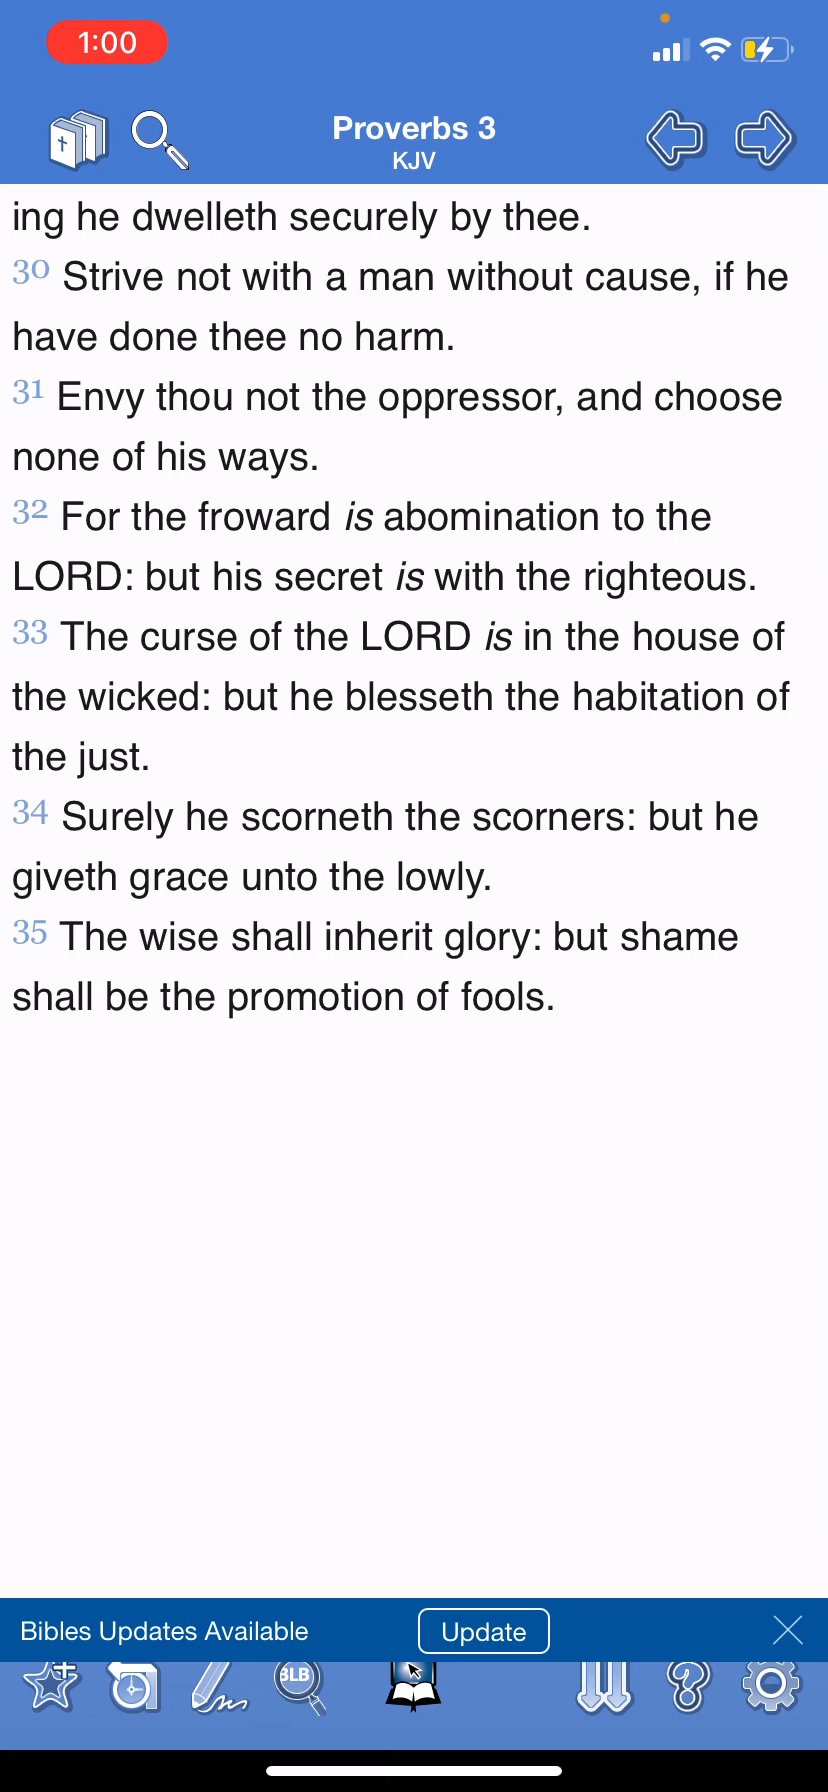 1:00
Proverbs 3
KJV
ing he dwelleth securely by thee.
30 Strive not with a man without cause, if he
have done thee no harm.
31 Envy thou not the oppressor, and choose
none of his ways.
32 For the froward is abomination to the
LORD: but his secret is with the righteous.
33 The curse of the LORD is in the house of
the wicked: but he blesseth the habitation of
the just.
34 Surely he scorneth the scorners: but he
giveth grace unto the lowly.
35 The wise shall inherit glory: but shame
shall be the promotion of fools.
Bibles Updates Available
Update
BLB